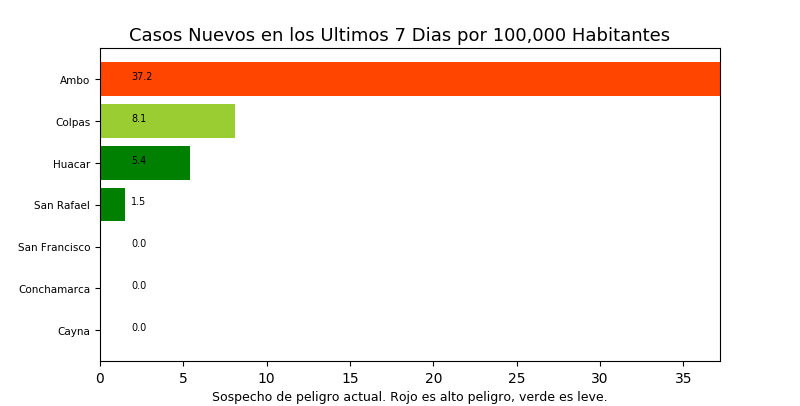 Casos Nuevos en los Ultimos 7 Dias por 100,000 Habitantes
Ambo 37.2
Colpas 8.1
Huacar 5.4
San Rafael 1.5
San Francisco 0.0
Conchamarca 0.0
Cayna 0.0
0 5 10 15 20 25 30 35
Sospecho de peligro actual. Rojo es alto peligro, verde es leve.